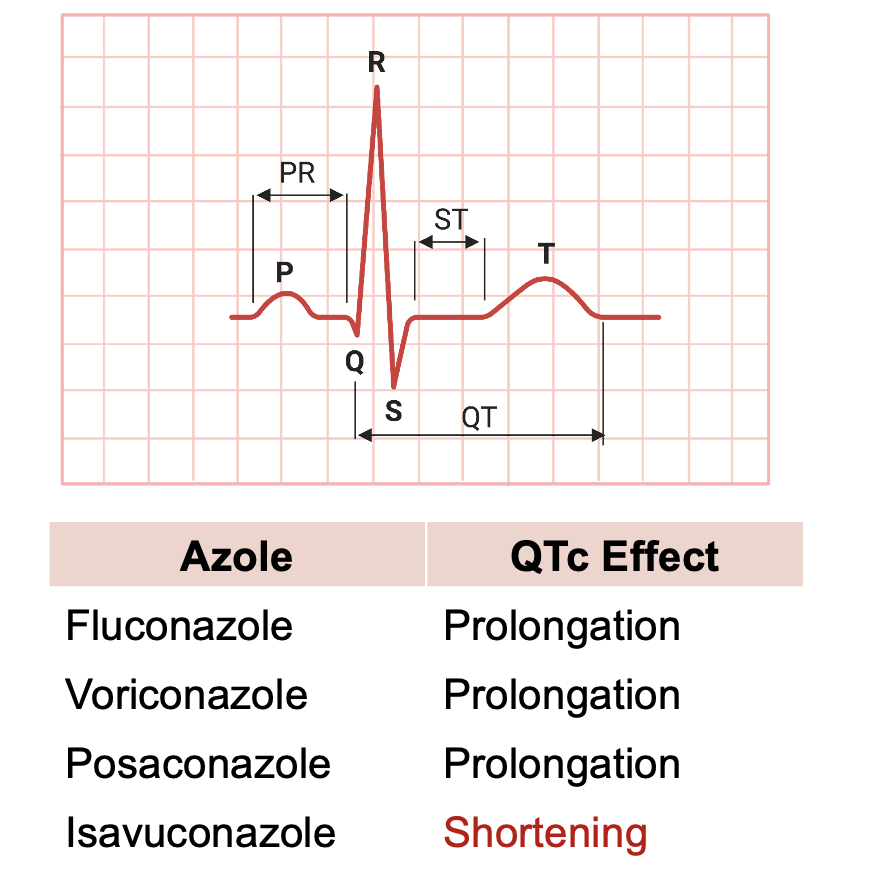 R
PR
ST
P
T
Q
S
QT
Azole QTc Effect
Fluconazole Prolongation
Voriconazole Prolongation
Posaconazole Prolongation
Isavuconazole Shortening